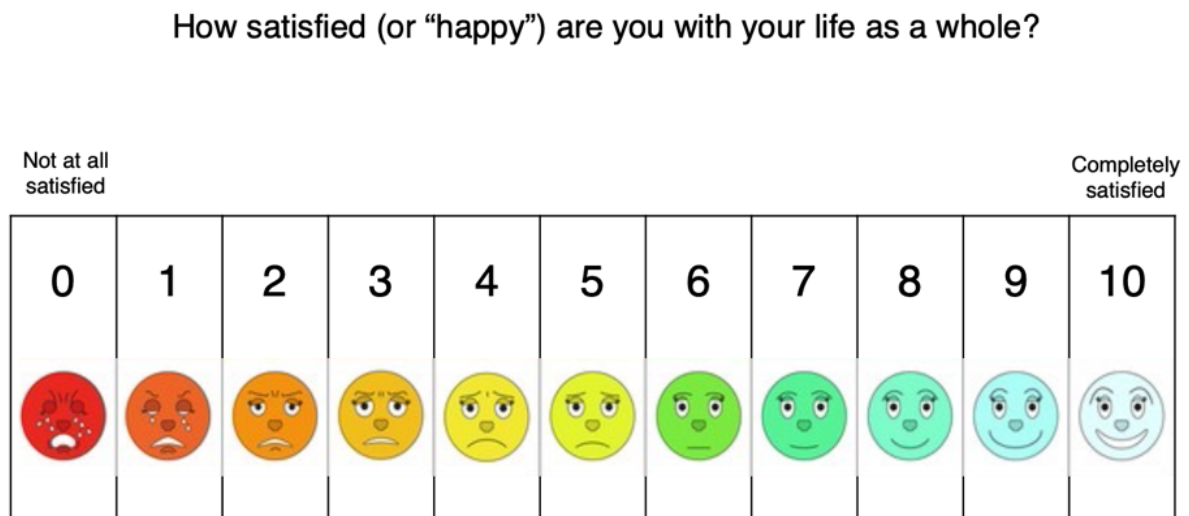 How satisfied (or “happy”) are you with your life as a whole?
Not at all
satisfied
Completely
satisfied
0 1 2 3 4 5 6 7 8 9 10